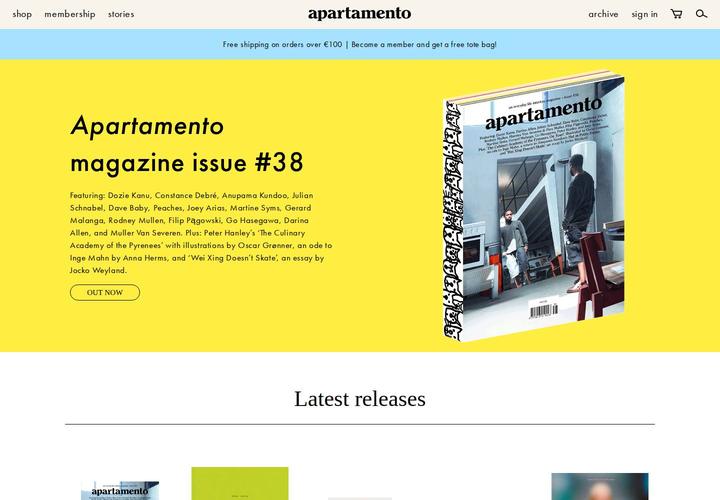 shop membership stories apartamento archive sign in
Free shipping on orders over €100 | Become a member and get a free tote bag!
Apartamento
magazine issue #38
Featuring: Dozie Kanu, Constance Debré, Anupama Kundoo, Julian
Schnabel, Dave Baby, Peaches, Joey Arias, Martine Syms, Gerard
Malanga, Rodney Mullen, Filip Pągowski, Go Hasegawa, Darina
Allen, and Muller Van Severen. Plus: Peter Hanley’s ‘The Culinary
Academy of the Pyrenees’ with illustrations by Oscar Grønner, an ode to
Inge Mahn by Anna Herms, and ‘Wei Xing Doesn’t Skate’, an essay by
Jocko Weyland.
OUT NOW
apartamento
Latest releases
apartamento